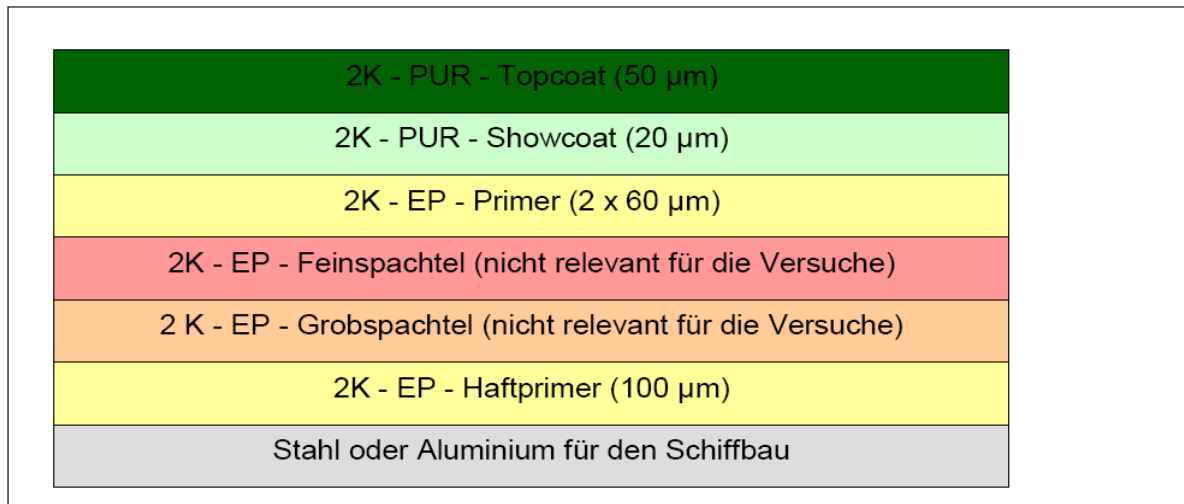 2K - PUR - Topcoat (50 µm)
2K - PUR - Showcoat (20 µm)
2K - EP - Primer (2 x 60 µm)
2K - EP - Feinspachtel (nicht relevant für die Versuche)
2 K - EP - Grobspachtel (nicht relevant für die Versuche)
2K - EP - Haftprimer (100 µm)
Stahl oder Aluminium für den Schiffbau